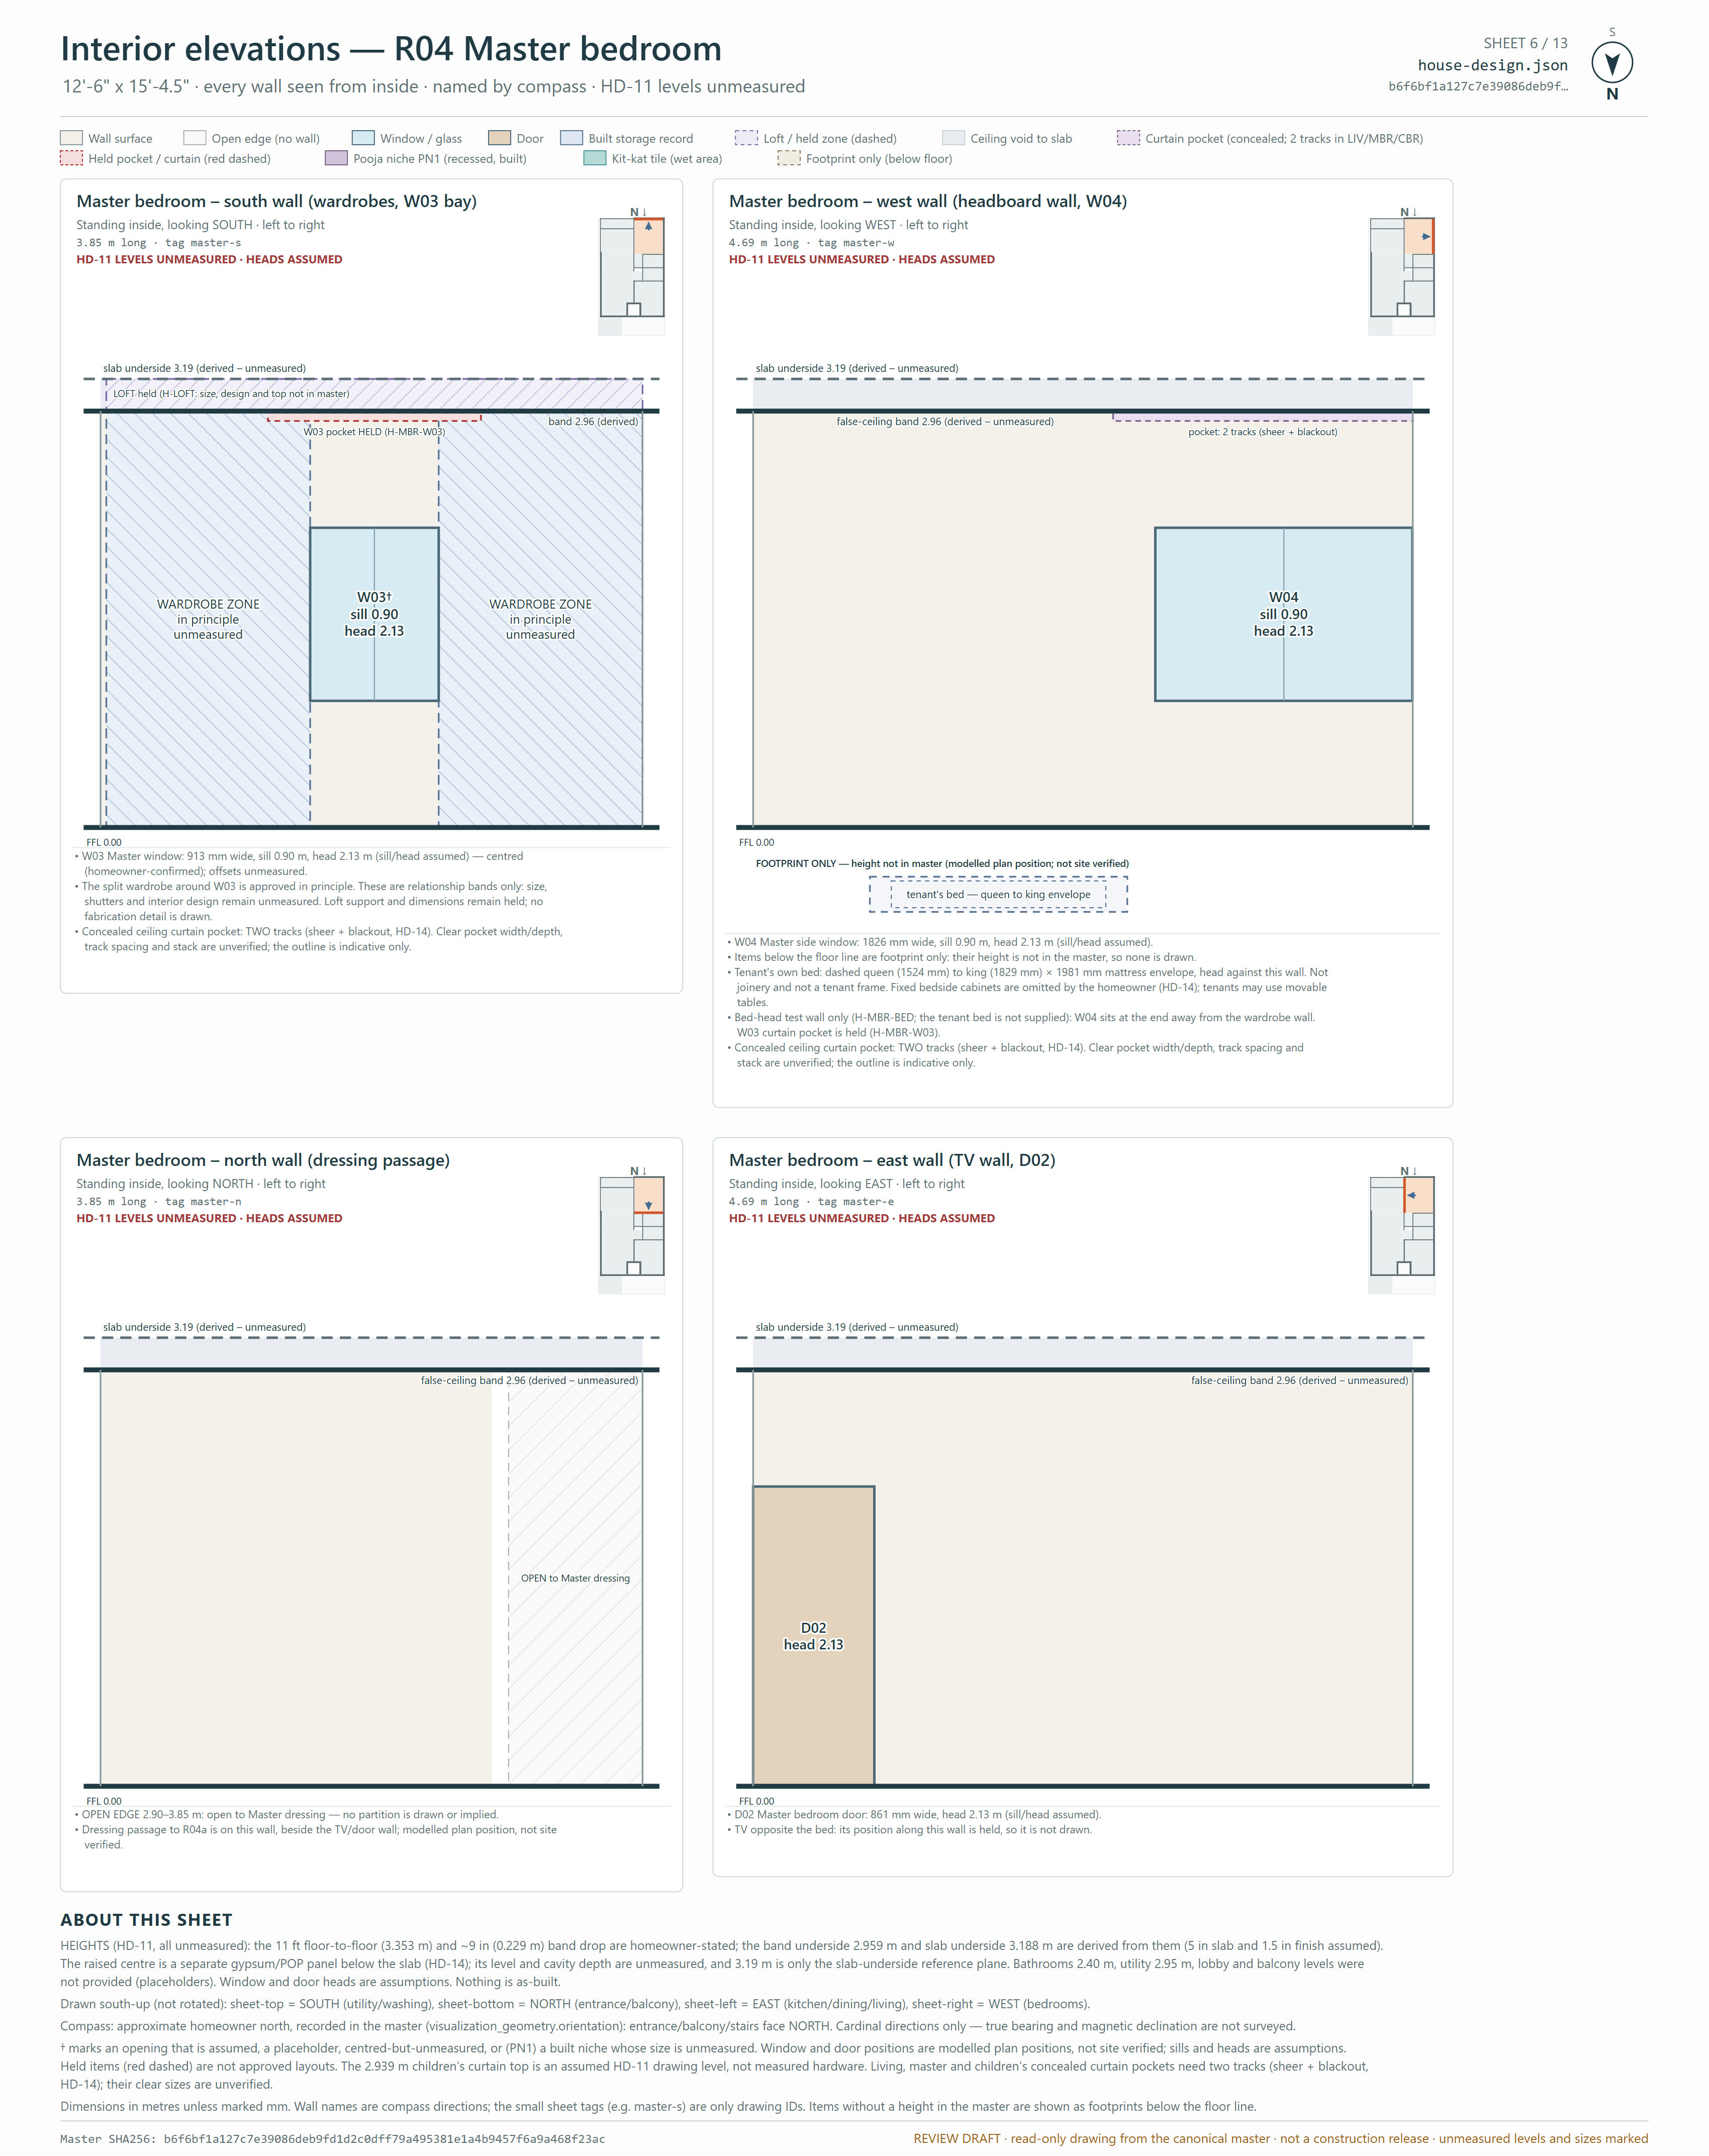 Interior elevations — R04 Master bedroom
12'-6" x 15'-4.5" · every wall seen from inside · named by compass · HD-11 levels unmeasured
SHEET 6 / 13
house-design.json
b6f6bf1a127c7e39086deb9f…
S
N
Wall surface
Open edge (no wall)
Window / glass
Door
Built storage record
Loft / held zone (dashed)
Ceiling void to slab
Curtain pocket (concealed; 2 tracks in LIV/MBR/CBR)
Held pocket / curtain (red dashed)
Pooja niche PN1 (recessed, built)
Kit-kat tile (wet area)
Footprint only (below floor)
Master bedroom – south wall (wardrobes, W03 bay)
Standing inside, looking SOUTH · left to right
3.85 m long · tag master-s
HD-11 LEVELS UNMEASURED · HEADS ASSUMED
N ↓
slab underside 3.19 (derived – unmeasured)
LOFT held (H-LOFT: size, design and top not in master)
band 2.96 (derived)
W03 pocket HELD (H-MBR-W03)
WARDROBE ZONE
in principle
unmeasured
W03†
sill 0.90
head 2.13
WARDROBE ZONE
in principle
unmeasured
FFL 0.00
• W03 Master window: 913 mm wide, sill 0.90 m, head 2.13 m (sill/head assumed) — centred
(homeowner-confirmed); offsets unmeasured.
• The split wardrobe around W03 is approved in principle. These are relationship bands only: size,
shutters and interior design remain unmeasured. Loft support and dimensions remain held; no
fabrication detail is drawn.
• Concealed ceiling curtain pocket: TWO tracks (sheer + blackout, HD-14). Clear pocket width/depth,
track spacing and stack are unverified; the outline is indicative only.
Master bedroom – west wall (headboard wall, W04)
Standing inside, looking WEST · left to right
4.69 m long · tag master-w
HD-11 LEVELS UNMEASURED · HEADS ASSUMED
N ↓
slab underside 3.19 (derived – unmeasured)
false-ceiling band 2.96 (derived – unmeasured)
pocket: 2 tracks (sheer + blackout)
W04
sill 0.90
head 2.13
FFL 0.00
FOOTPRINT ONLY — height not in master (modelled plan position; not site verified)
tenant's bed — queen to king envelope
• W04 Master side window: 1826 mm wide, sill 0.90 m, head 2.13 m (sill/head assumed).
• Items below the floor line are footprint only: their height is not in the master, so none is drawn.
• Tenant's own bed: dashed queen (1524 mm) to king (1829 mm) × 1981 mm mattress envelope, head against this wall. Not
joinery and not a tenant frame. Fixed bedside cabinets are omitted by the homeowner (HD-14); tenants may use movable
tables.
• Bed-head test wall only (H-MBR-BED; the tenant bed is not supplied): W04 sits at the end away from the wardrobe wall.
W03 curtain pocket is held (H-MBR-W03).
• Concealed ceiling curtain pocket: TWO tracks (sheer + blackout, HD-14). Clear pocket width/depth, track spacing and
stack are unverified; the outline is indicative only.
Master bedroom – north wall (dressing passage)
Standing inside, looking NORTH · left to right
3.85 m long · tag master-n
HD-11 LEVELS UNMEASURED · HEADS ASSUMED
N ↓
slab underside 3.19 (derived – unmeasured)
false-ceiling band 2.96 (derived – unmeasured)
OPEN to Master dressing
FFL 0.00
• OPEN EDGE 2.90–3.85 m: open to Master dressing — no partition is drawn or implied.
• Dressing passage to R04a is on this wall, beside the TV/door wall; modelled plan position, not site
verified.
Master bedroom – east wall (TV wall, D02)
Standing inside, looking EAST · left to right
4.69 m long · tag master-e
HD-11 LEVELS UNMEASURED · HEADS ASSUMED
N ↓
slab underside 3.19 (derived – unmeasured)
false-ceiling band 2.96 (derived – unmeasured)
D02
head 2.13
FFL 0.00
• D02 Master bedroom door: 861 mm wide, head 2.13 m (sill/head assumed).
• TV opposite the bed: its position along this wall is held, so it is not drawn.
ABOUT THIS SHEET
HEIGHTS (HD-11, all unmeasured): the 11 ft floor-to-floor (3.353 m) and ~9 in (0.229 m) band drop are homeowner-stated; the band underside 2.959 m and slab underside 3.188 m are derived from them (5 in slab and 1.5 in finish assumed).
The raised centre is a separate gypsum/POP panel below the slab (HD-14); its level and cavity depth are unmeasured, and 3.19 m is only the slab-underside reference plane. Bathrooms 2.40 m, utility 2.95 m, lobby and balcony levels were
not provided (placeholders). Window and door heads are assumptions. Nothing is as-built.
Drawn south-up (not rotated): sheet-top = SOUTH (utility/washing), sheet-bottom = NORTH (entrance/balcony), sheet-left = EAST (kitchen/dining/living), sheet-right = WEST (bedrooms).
Compass: approximate homeowner north, recorded in the master (visualization_geometry.orientation): entrance/balcony/stairs face NORTH. Cardinal directions only — true bearing and magnetic declination are not surveyed.
† marks an opening that is assumed, a placeholder, centred-but-unmeasured, or (PN1) a built niche whose size is unmeasured. Window and door positions are modelled plan positions, not site verified; sills and heads are assumptions.
Held items (red dashed) are not approved layouts. The 2.939 m children's curtain top is an assumed HD-11 drawing level, not measured hardware. Living, master and children's concealed curtain pockets need two tracks (sheer + blackout,
HD-14); their clear sizes are unverified.
Dimensions in metres unless marked mm. Wall names are compass directions; the small sheet tags (e.g. master-s) are only drawing IDs. Items without a height in the master are shown as footprints below the floor line.
Master SHA256: b6f6bf1a127c7e39086deb9fd1d2c0dff79a495381e1a4b9457f6a9a468f23ac
REVIEW DRAFT · read-only drawing from the canonical master · not a construction release · unmeasured levels and sizes marked